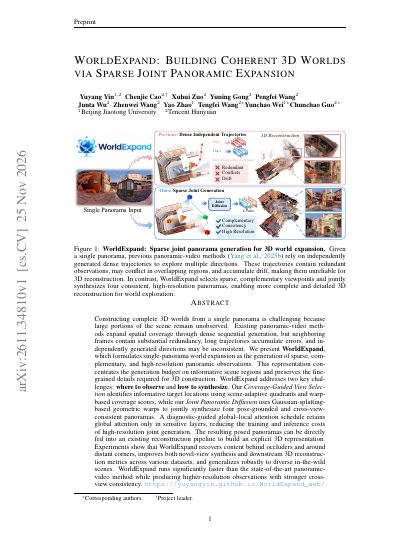 Preprint
WORLDEXPAND: BUILDING COHERENT 3D WORLDS
VIA SPARSE JOINT PANORAMIC EXPANSION
Yuyang Yin1,2 Chenjie Cao2,† Xuhui Zuo2 Yuning Gong2 Pengfei Wang2
Junta Wu2 Zhenwei Wang2 Yao Zhao1 Tengfei Wang2* Yunchao Wei1* Chunchao Guo2*
1Beijing Jiaotong University 2Tencent Hunyuan
arXiv:2611.34810v1 [cs.CV] 25 Nov 2026
WorldExpand
Single Panorama Input
Previous: Dense Independent Trajectories
3D Reconstruction
Redundant
Conflicts
Drift
Ours: Sparse Joint Generation
Joint
Diffusion
Complementary
Consistency
High Resolution
Figure 1: WorldExpand: Sparse joint panorama generation for 3D world expansion. Given
a single panorama, previous panorama-video methods (Yang et al., 2025b) rely on independently
generated dense trajectories to explore multiple directions. These trajectories contain redundant
observations, may conflict in overlapping regions, and accumulate drift, making them unreliable for
3D reconstruction. In contrast, WorldExpand selects sparse, complementary viewpoints and jointly
synthesizes four consistent, high-resolution panoramas, enabling more complete and detailed 3D
reconstruction for world exploration.
ABSTRACT
Constructing complete 3D worlds from a single panorama is challenging because
large portions of the scene remain unobserved. Existing panoramic-video methods
expand spatial coverage through dense sequential generation, but neighboring
frames contain substantial redundancy, long trajectories accumulate errors, and
independently generated directions may be inconsistent. We present WorldExpand,
which formulates single-panorama world expansion as the generation of sparse,
complementary, and high-resolution panoramic observations. This representation
concentrates the generation budget on informative scene regions and preserves the
fine-grained details required for 3D construction. WorldExpand addresses two key challenges:
where to observe and how to synthesize. Our Coverage-Guided View Selection
identifies informative target locations using scene-adaptive quadrants and warp-
based coverage scores, while our Joint Panoramic Diffusion uses Gaussian-splatting-
based geometric warps to jointly synthesize four pose-grounded and cross-view
consistent panoramas. A diagnostic-guided global–local attention schedule retains
global attention only in sensitive layers, reducing the training and inference costs
of high-resolution joint generation. The resulting posed panoramas can be directly
fed into an existing reconstruction pipeline to build an explicit 3D representation.
Experiments show that WorldExpand recovers content behind occluders and around
distant corners, improves both novel-view synthesis and downstream 3D reconstruction
metrics across various datasets, and generalizes robustly to diverse in-the-wild
scenes. WorldExpand runs significantly faster than the state-of-the-art panoramic-
video method while producing higher-resolution observations with stronger cross-
view consistency. https://yuyangyin.github.io/WorldExpand_web/
*Corresponding authors. †Project leader.
1